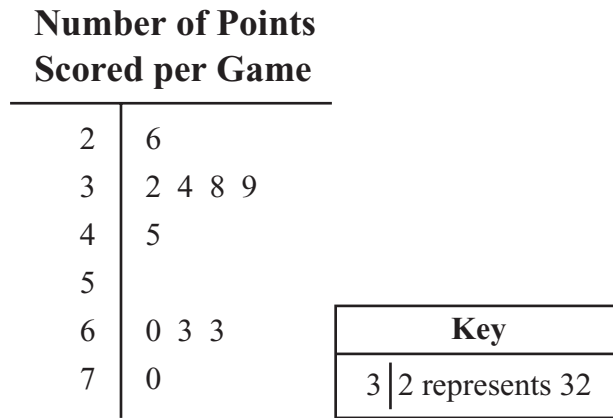 Number of Points
Scored per Game
2 6
3 2 4 8 9
4 5
5
6 0 3 3
7 0
Key
3 2 represents 32